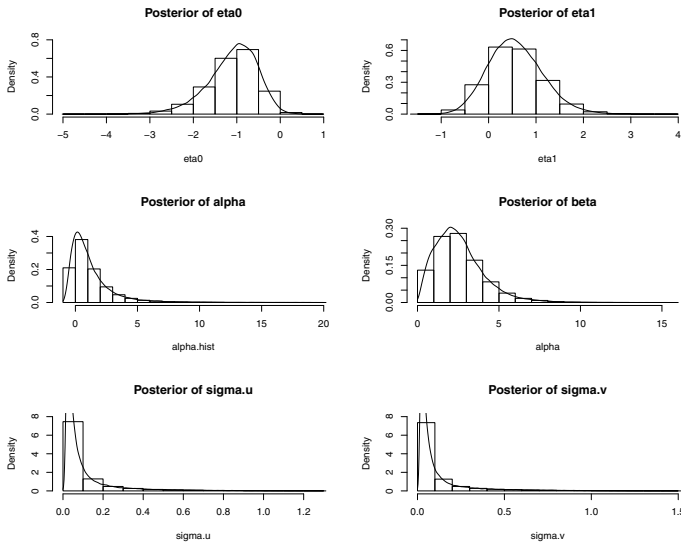 Posterior of eta0
Density
0.0 0.4 0.8
−5 −4 −3 −2 −1 0 1
eta0
Posterior of eta1
Density
0.0 0.3 0.6
−1 0 1 2 3 4
eta1
Posterior of alpha
Density
0.0 0.2 0.4
0 5 10 15 20
alpha.hist
Posterior of beta
Density
0.00 0.15 0.30
0 5 10 15
alpha
Posterior of sigma.u
Density
0 2 4 6 8
0.0 0.2 0.4 0.6 0.8 1.0 1.2
sigma.u
Posterior of sigma.v
Density
0 2 4 6 8
0.0 0.5 1.0 1.5
sigma.v